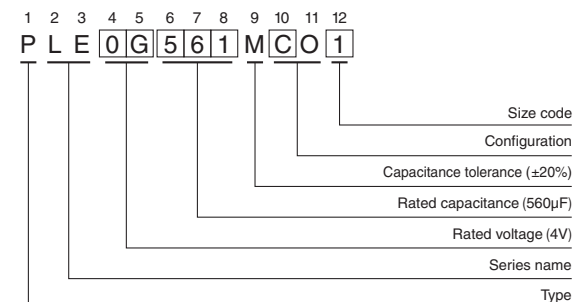 1 2 3 4 5 6 7 8 9 10 11 12
P L E 0 G 5 6 1 M C O 1
Size code
Configuration
Capacitance tolerance (±20%)
Rated capacitance (560µF)
Rated voltage (4V)
Series name
Type